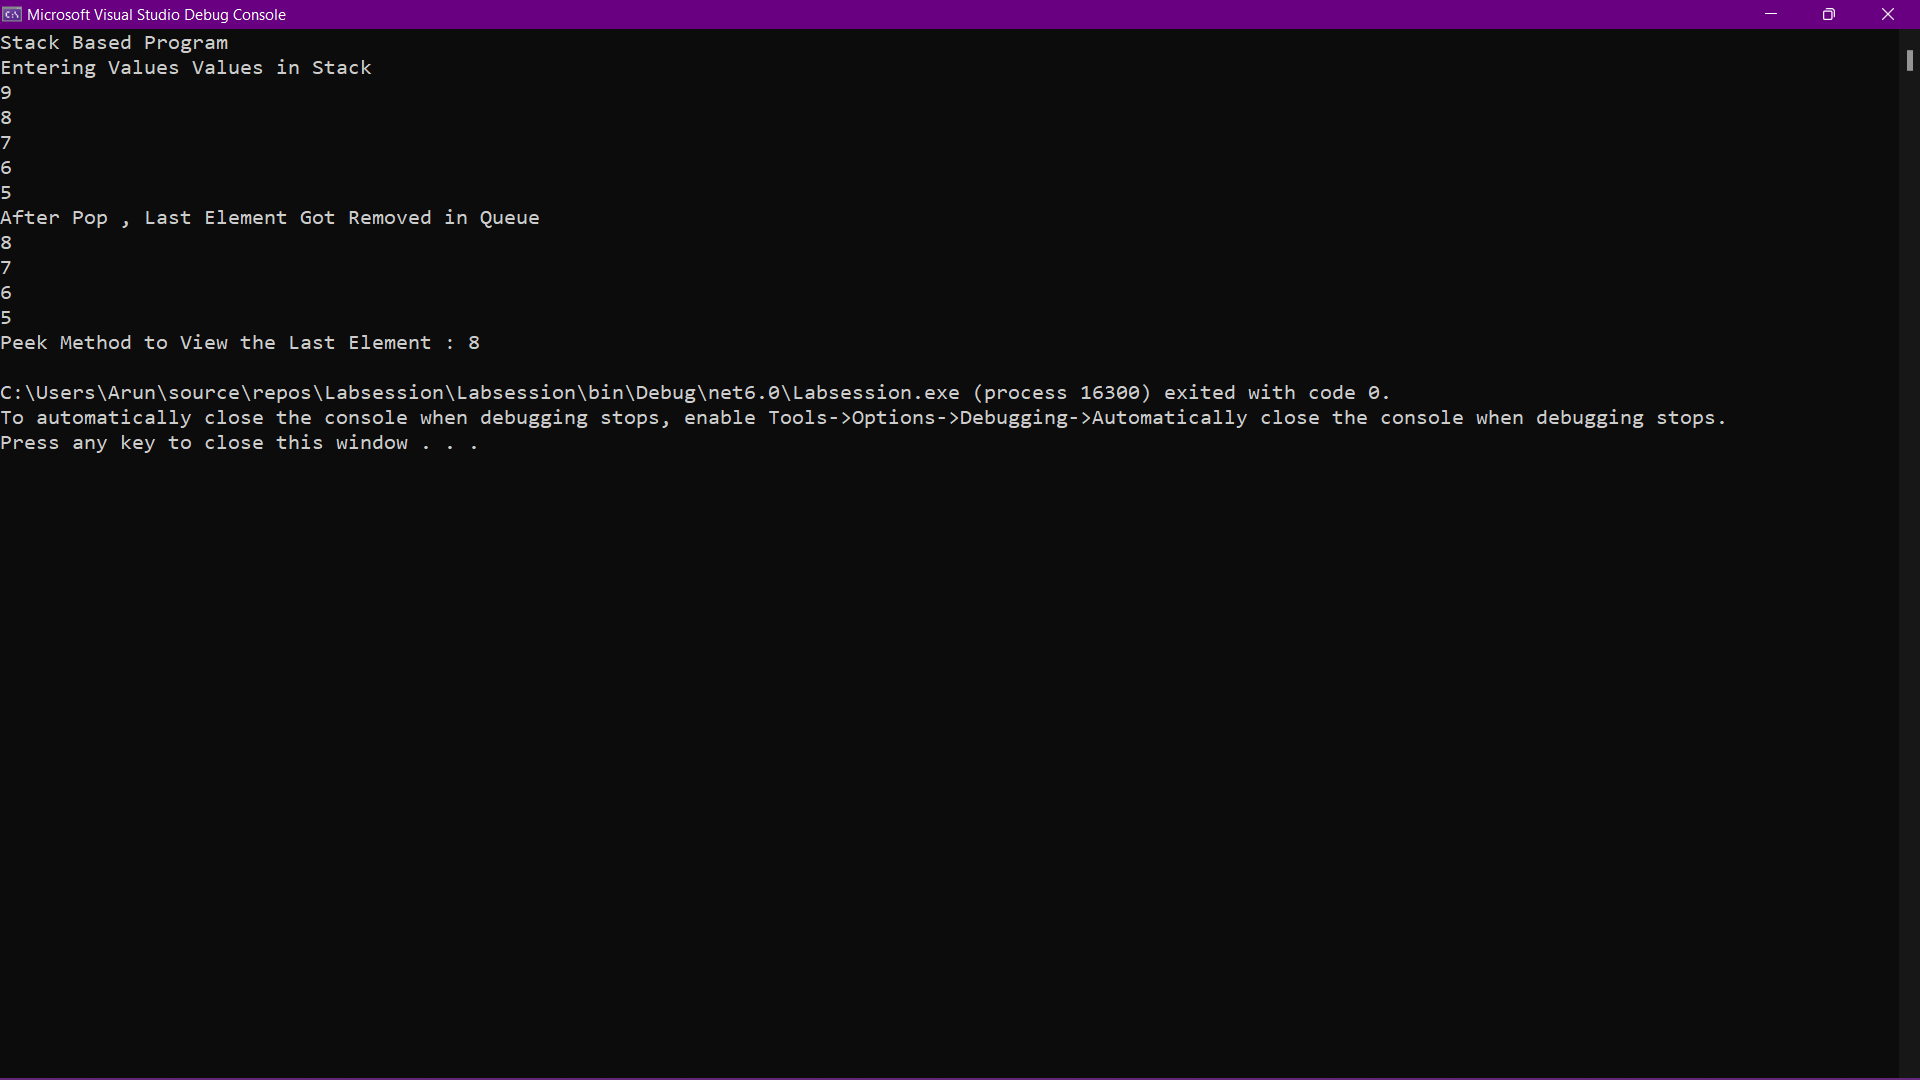 Microsoft Visual Studio Debug Console
Stack Based Program
Entering Values Values in Stack
9
8
7
6
5
After Pop , Last Element Got Removed in Queue
8
7
6
5
Peek Method to View the Last Element : 8
C:\Users\Arun\source\repos\Labsession\Labsession\bin\Debug\net6.0\Labsession.exe (process 16300) exited with code 0.
To automatically close the console when debugging stops, enable Tools->Options->Debugging->Automatically close the console when debugging stops.
Press any key to close this window . . .